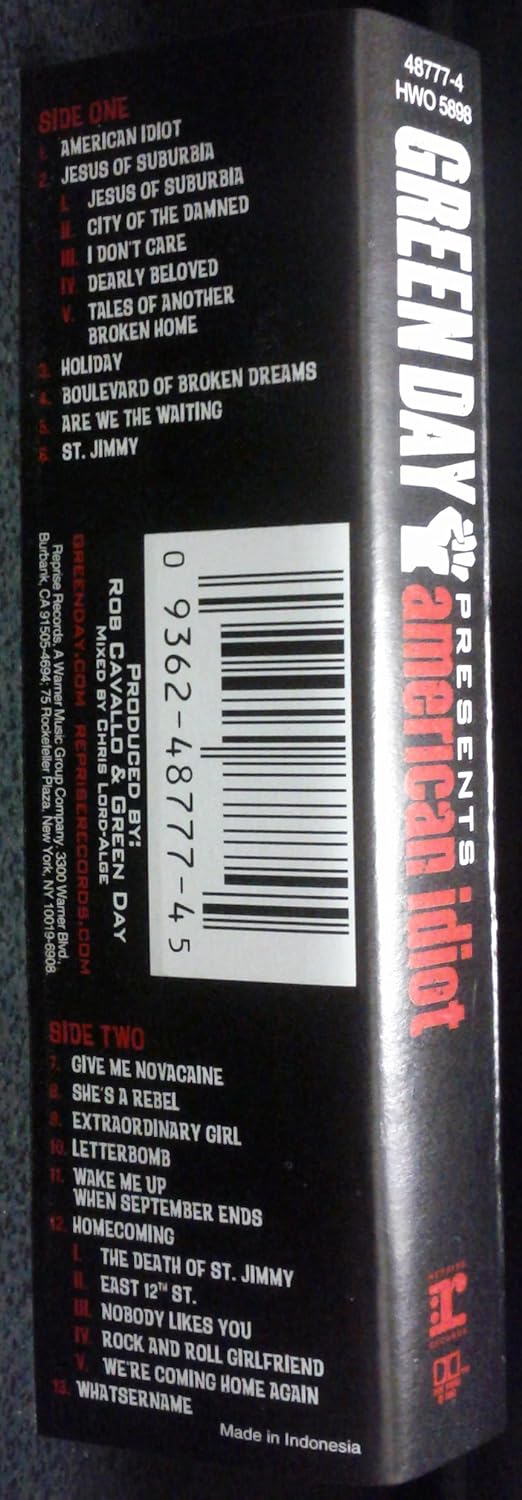 SIDE ONE
1. AMERICAN IDIOT
2. JESUS OF SUBURBIA
I. JESUS OF SUBURBIA
II. CITY OF THE DAMNED
III. I DON'T CARE
IV. DEARLY BELOVED
V. TALES OF ANOTHER
BROKEN HOME
3. HOLIDAY
4. BOULEVARD OF BROKEN DREAMS
5. ARE WE THE WAITING
6. ST. JIMMY
0 9362-48777-4 5
PRODUCED BY:
ROB CAVALLO & GREEN DAY
MIXED BY CHRIS LORD-ALGE
GREENDAY.COM REPRISERECORDS.COM
Reprise Records, A Warner Music Group Company. 3300 Warner Blvd.,
Burbank, CA 91505-4694; 75 Rockefeller Plaza, New York, NY 10019-6908.
SIDE TWO
7. GIVE ME NOVACAINE
8. SHE'S A REBEL
9. EXTRAORDINARY GIRL
10. LETTERBOMB
11. WAKE ME UP
WHEN SEPTEMBER ENDS
12. HOMECOMING
I. THE DEATH OF ST. JIMMY
II. EAST 12TH ST.
III. NOBODY LIKES YOU
IV. ROCK AND ROLL GIRLFRIEND
V. WE'RE COMING HOME AGAIN
13. WHATSERNAME
Made in Indonesia
48777-4
HWO 5898
GREEN DAY
PRESENTS
american idiot
REPRISE
r:
RECORDS